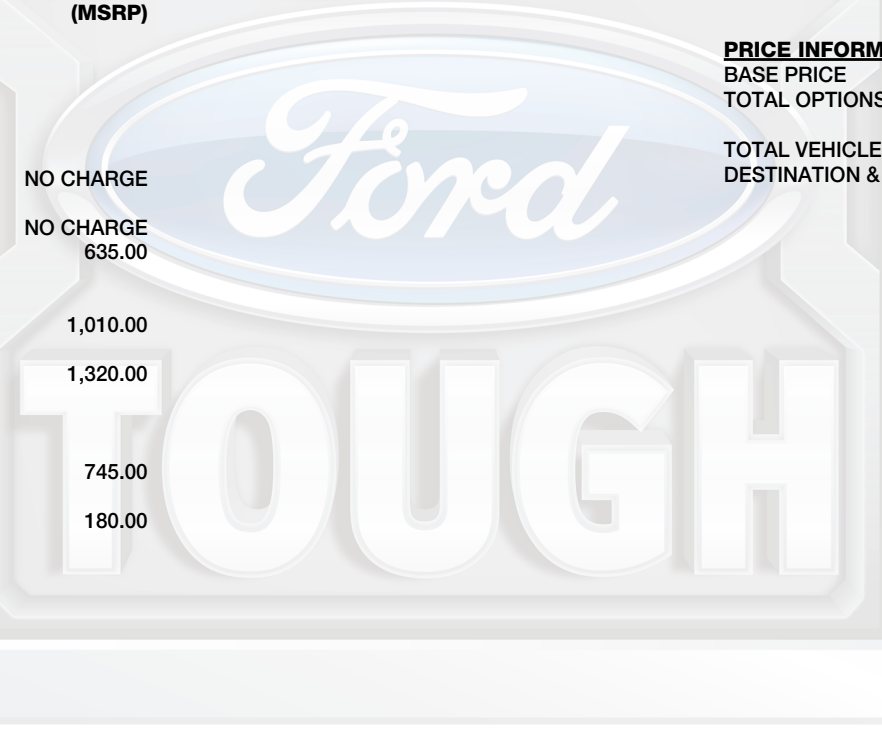 (MSRP)
NO CHARGE
NO CHARGE
635.00
1,010.00
1,320.00
745.00
180.00
PRICE INFORM
BASE PRICE
TOTAL OPTIONS
TOTAL VEHICLE
DESTINATION &
Ford
TOUGH